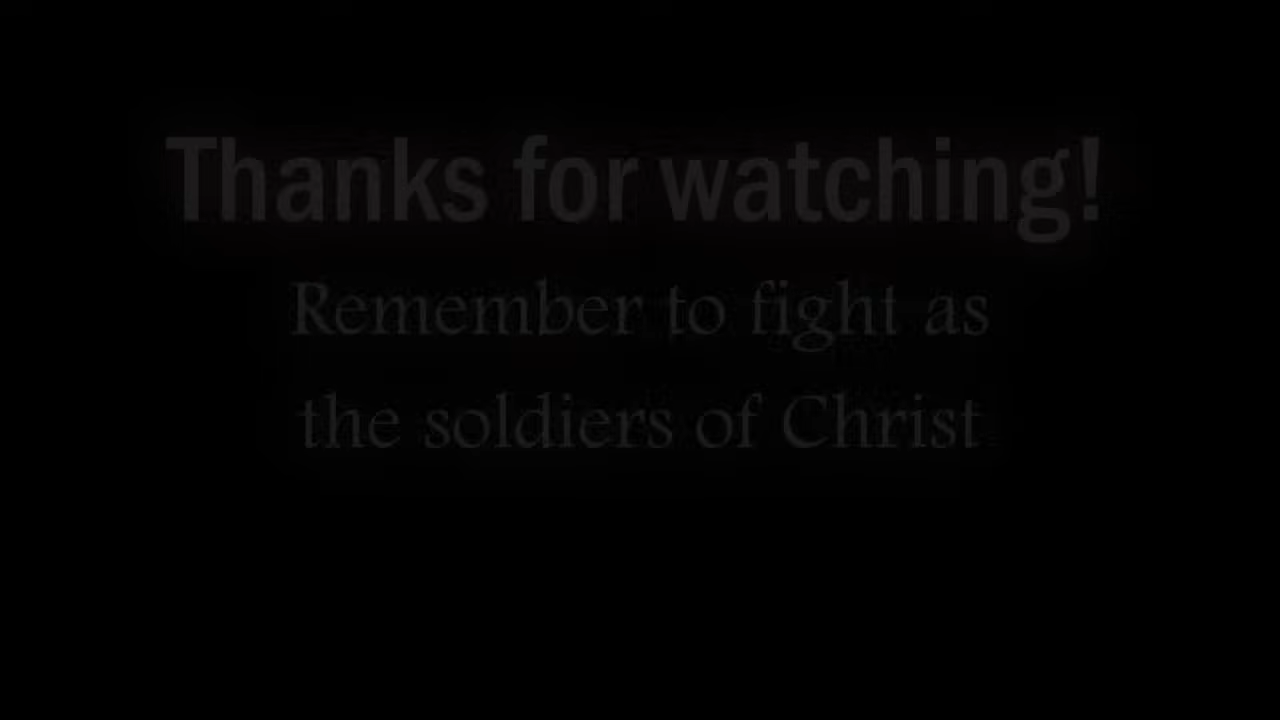 Thanks for watching!
Remember to fight as
the soldiers of Christ